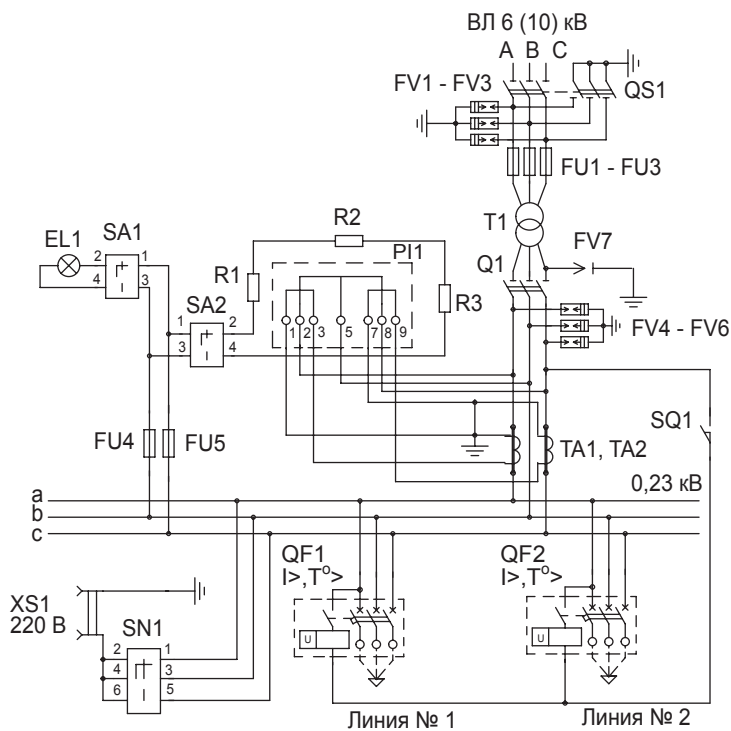 ВЛ 6 (10) кВ
A B C
FV1 - FV3
QS1
FU1 - FU3
T1
FV7
Q1
FV4 - FV6
R2
PI1
R1
R3
1 2 3 5 7 8 9
EL1
SA1
2 1
4 3
SA2
1 2
3 4
FU4
FU5
SQ1
TA1, TA2
0,23 кВ
a
b
c
QF1
I>,T°>
U
QF2
I>,T°>
U
XS1
220 В
SN1
2 1
4 3
6 5
Линия № 1
Линия № 2